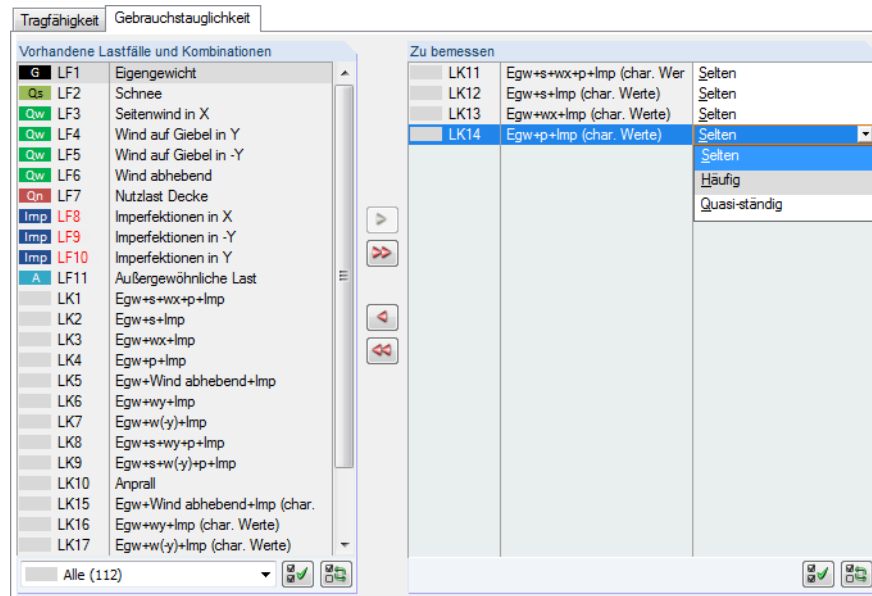 Tragfähigkeit Gebrauchstauglichkeit
Vorhandene Lastfälle und Kombinationen
G LF1 Eigengewicht
Qs LF2 Schnee
Qw LF3 Seitenwind in X
Qw LF4 Wind auf Giebel in Y
Qw LF5 Wind auf Giebel in -Y
Qw LF6 Wind abhebend
Qn LF7 Nutzlast Decke
Imp LF8 Imperfektionen in X
Imp LF9 Imperfektionen in -Y
Imp LF10 Imperfektionen in Y
A LF11 Außergewöhnliche Last
LK1 Egw+s+wx+p+Imp
LK2 Egw+s+Imp
LK3 Egw+wx+Imp
LK4 Egw+p+Imp
LK5 Egw+Wind abhebend+Imp
LK6 Egw+wy+Imp
LK7 Egw+w(-y)+Imp
LK8 Egw+s+wy+p+Imp
LK9 Egw+s+w(-y)+p+Imp
LK10 Anprall
LK15 Egw+Wind abhebend+Imp (char.
LK16 Egw+wy+Imp (char. Werte)
LK17 Egw+w(-y)+Imp (char. Werte)
Alle (112)
Zu bemessen
LK11 Egw+s+wx+p+Imp (char. Wer Selten
LK12 Egw+s+Imp (char. Werte) Selten
LK13 Egw+wx+Imp (char. Werte) Selten
LK14 Egw+p+Imp (char. Werte) Selten
Selten
Häufig
Quasi-ständig